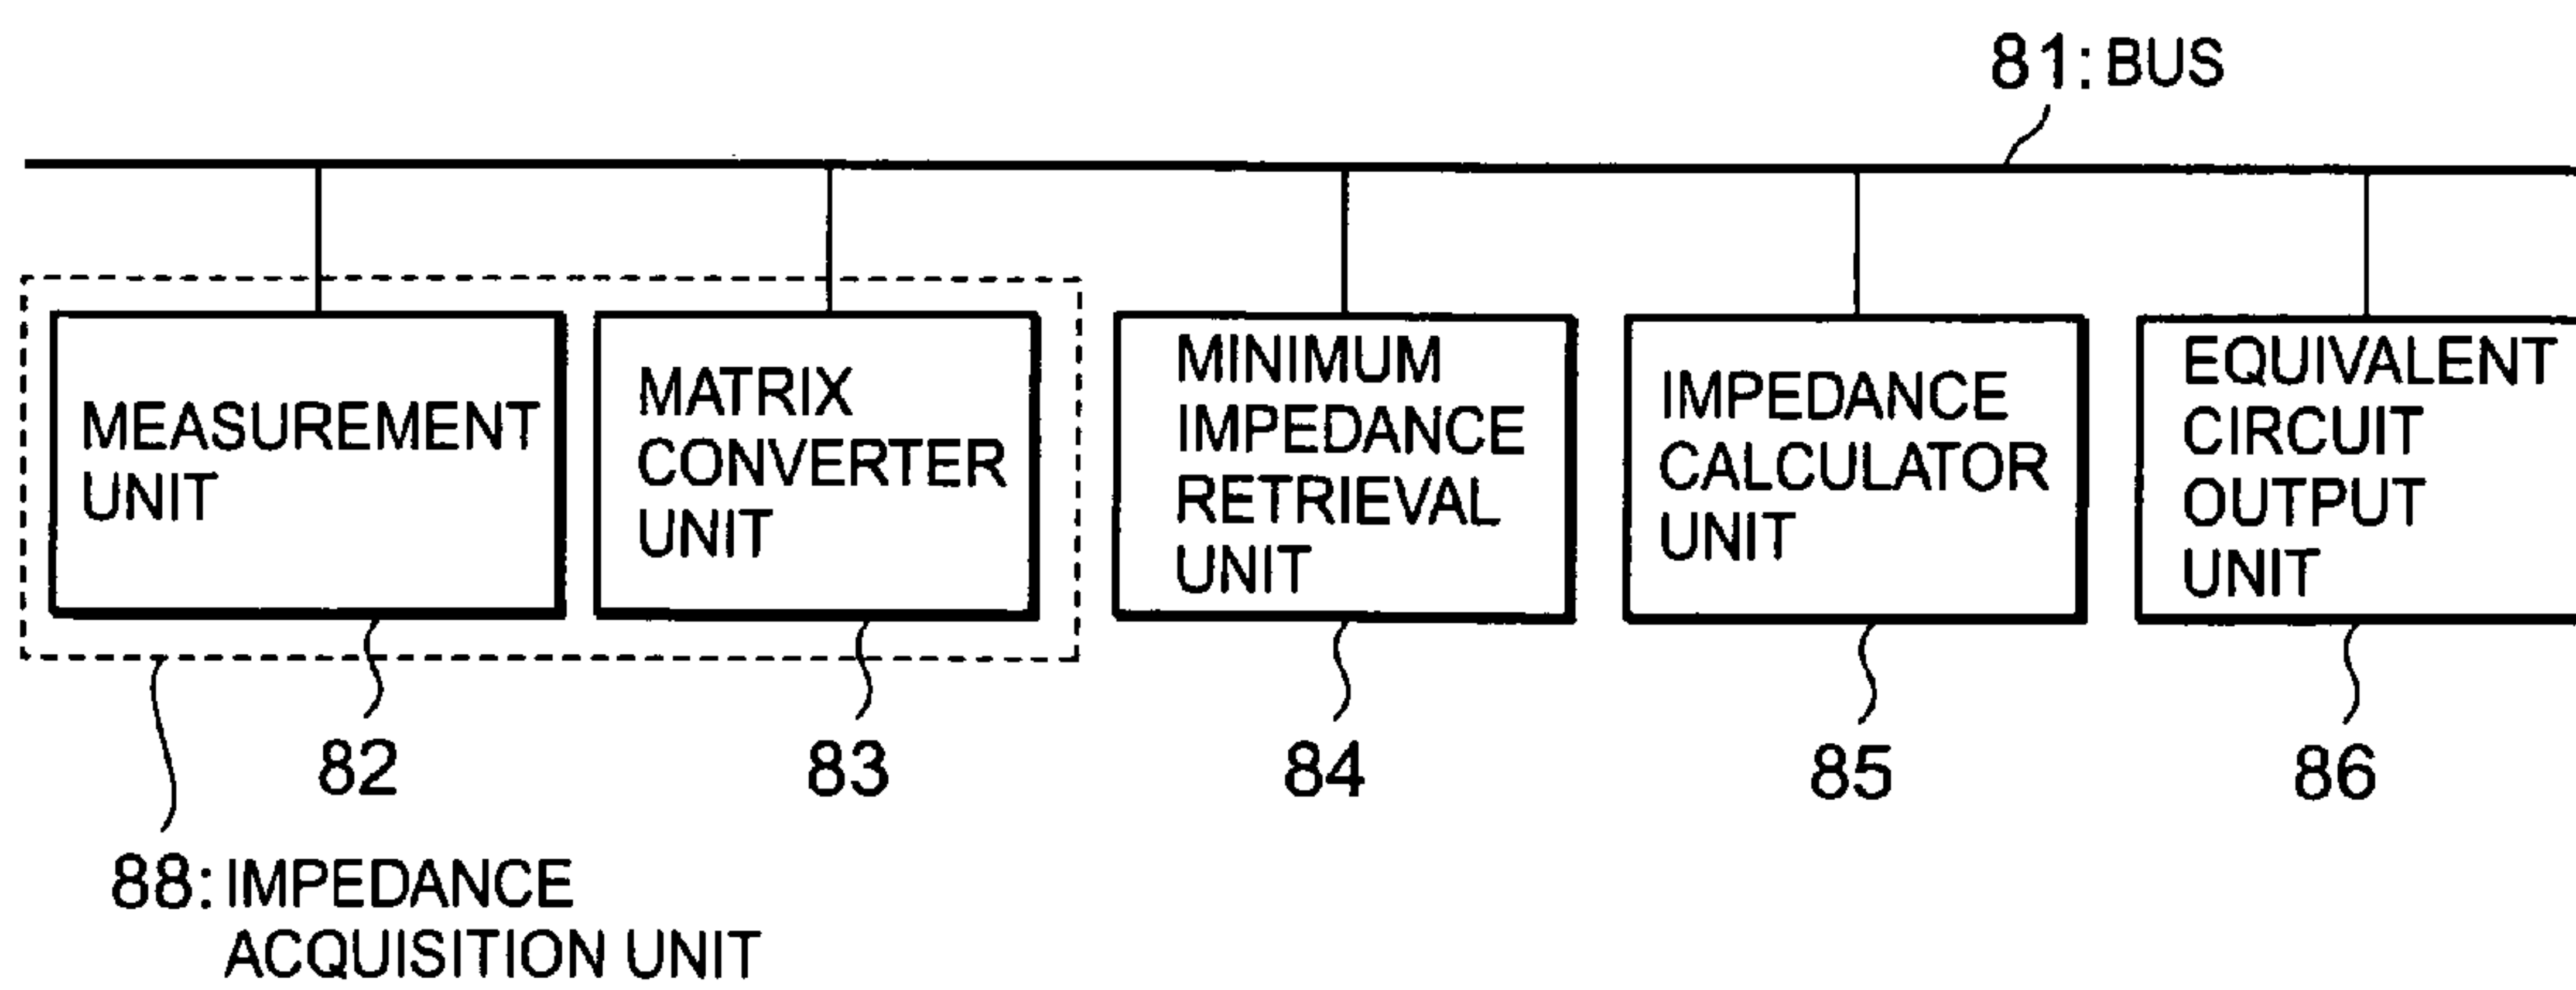 81: BUS
MEASUREMENT
UNIT
MATRIX
CONVERTER
UNIT
MINIMUM
IMPEDANCE
RETRIEVAL
UNIT
IMPEDANCE
CALCULATOR
UNIT
EQUIVALENT
CIRCUIT
OUTPUT
UNIT
82
83
84
85
86
88: IMPEDANCE
ACQUISITION UNIT